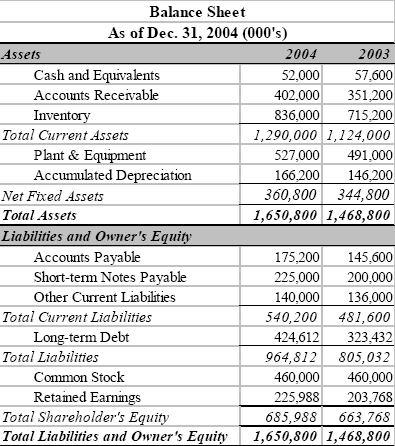 Balance Sheet
As of Dec. 31, 2004 (000's)
Assets 2004 2003
Cash and Equivalents 52,000 57,600
Accounts Receivable 402,000 351,200
Inventory 836,000 715,200
Total Current Assets 1,290,000 1,124,000
Plant & Equipment 527,000 491,000
Accumulated Depreciation 166,200 146,200
Net Fixed Assets 360,800 344,800
Total Assets 1,650,800 1,468,800
Liabilities and Owner's Equity
Accounts Payable 175,200 145,600
Short-term Notes Payable 225,000 200,000
Other Current Liabilities 140,000 136,000
Total Current Liabilities 540,200 481,600
Long-term Debt 424,612 323,432
Total Liabilities 964,812 805,032
Common Stock 460,000 460,000
Retained Earnings 225,988 203,768
Total Shareholder's Equity 685,988 663,768
Total Liabilities and Owner's Equity 1,650,800 1,468,800